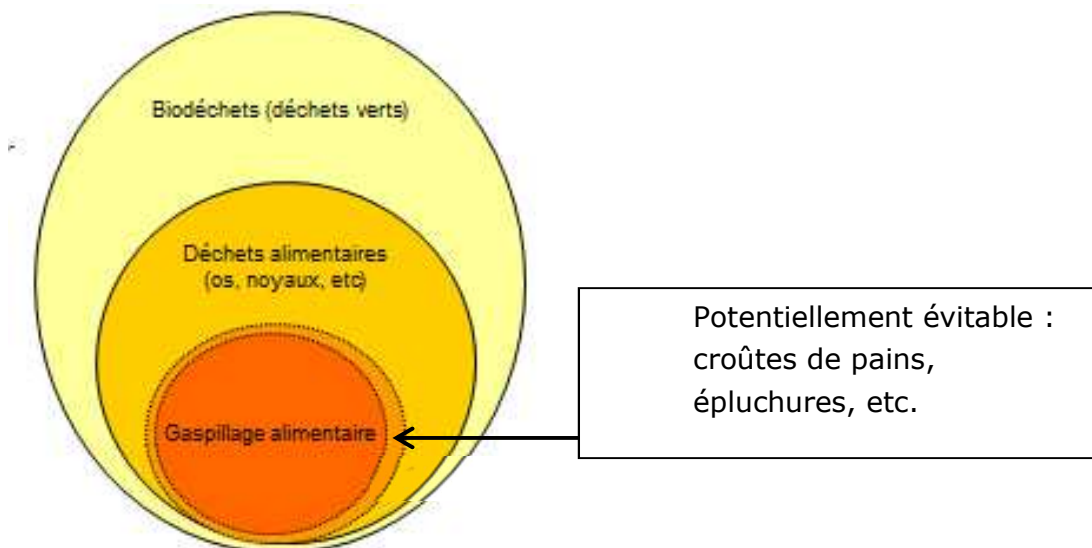 Biodéchets (déchets verts)
Déchets alimentaires
(os, noyaux, etc)
Gaspillage alimentaire
Potentiellement évitable :
croûtes de pains,
épluchures, etc.